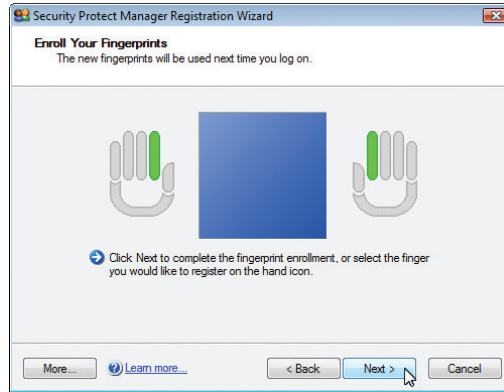 Security Protect Manager Registration Wizard
Enroll Your Fingerprints
The new fingerprints will be used next time you log on.
Click Next to complete the fingerprint enrollment, or select the finger
you would like to register on the hand icon.
More... Learn more... < Back Next > Cancel